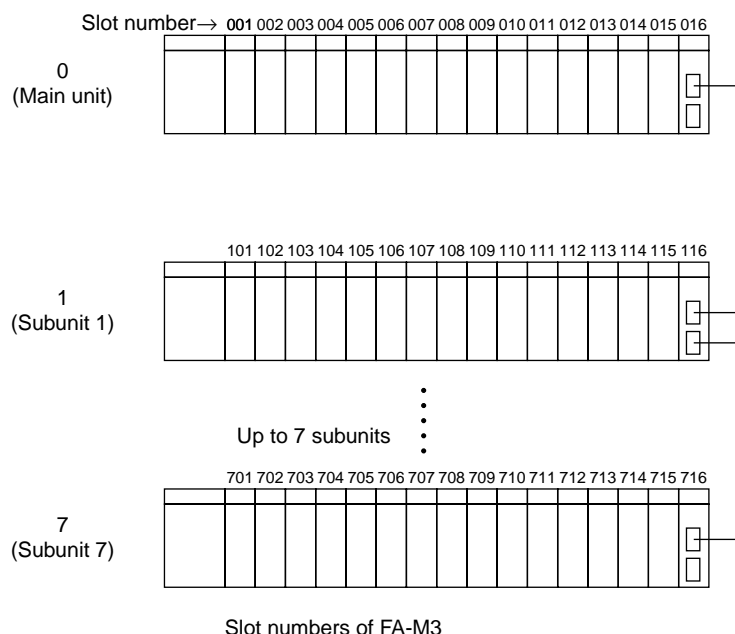 Slot number→ 001 002 003 004 005 006 007 008 009 010 011 012 013 014 015 016
0
(Main unit)
101 102 103 104 105 106 107 108 109 110 111 112 113 114 115 116
1
(Subunit 1)
Up to 7 subunits
701 702 703 704 705 706 707 708 709 710 711 712 713 714 715 716
7
(Subunit 7)
Slot numbers of FA-M3